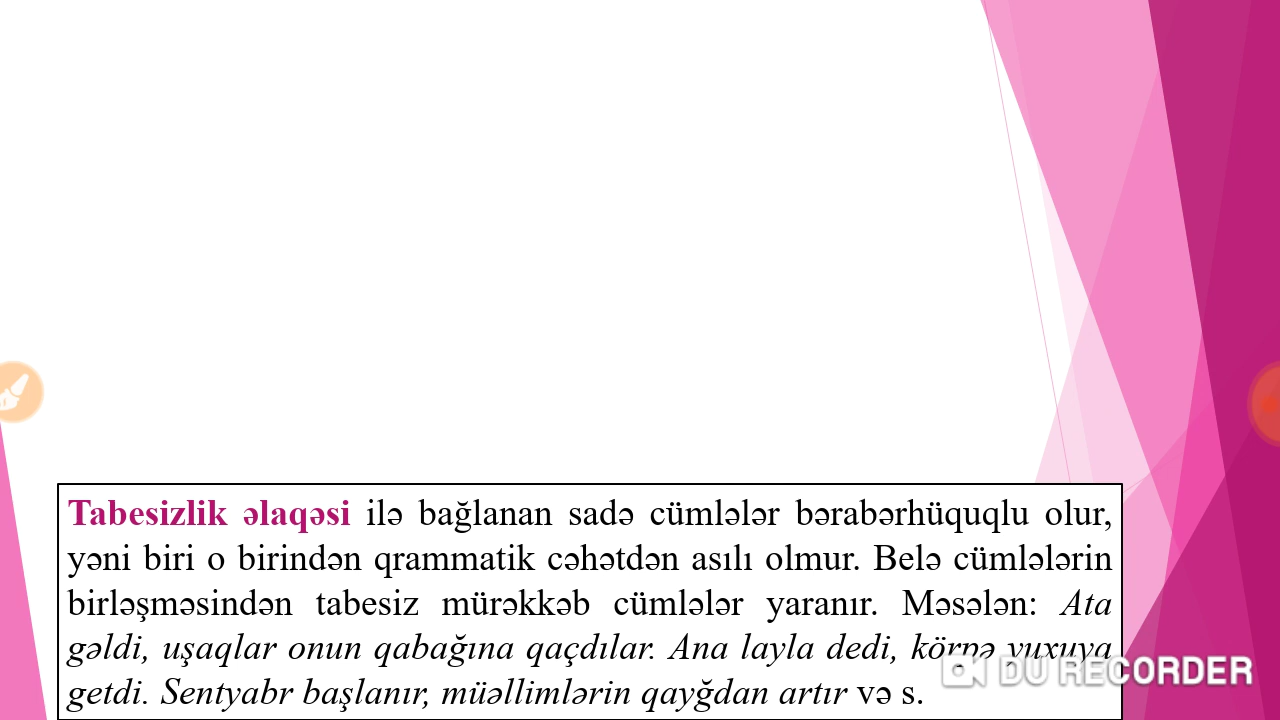 Tabesizlik əlaqəsi ilə bağlanan sadə cümlələr bərabərhüquqlu olur,
yəni biri o birindən qrammatik cəhətdən asılı olmur. Belə cümlələrin
birləşməsindən tabesiz mürəkkəb cümlələr yaranır. Məsələn: Ata
gəldi, uşaqlar onun qabağına qaçdılar. Ana layla dedi, körpə yuxuya
getdi. Sentyabr başlanır, müəllimlərin qayğdan artır və s.
DU RECORDER